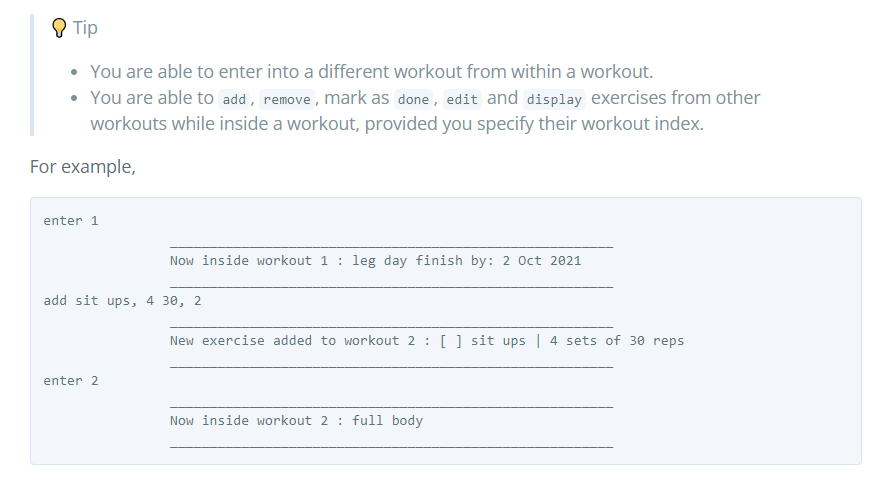 💡 Tip
• You are able to enter into a different workout from within a workout.
• You are able to add, remove, mark as done, edit and display exercises from other
workouts while inside a workout, provided you specify their workout index.
For example,
enter 1
________________________________________________________
Now inside workout 1 : leg day finish by: 2 Oct 2021
________________________________________________________
add sit ups, 4 30, 2
________________________________________________________
New exercise added to workout 2 : [ ] sit ups | 4 sets of 30 reps
________________________________________________________
enter 2
________________________________________________________
Now inside workout 2 : full body
________________________________________________________